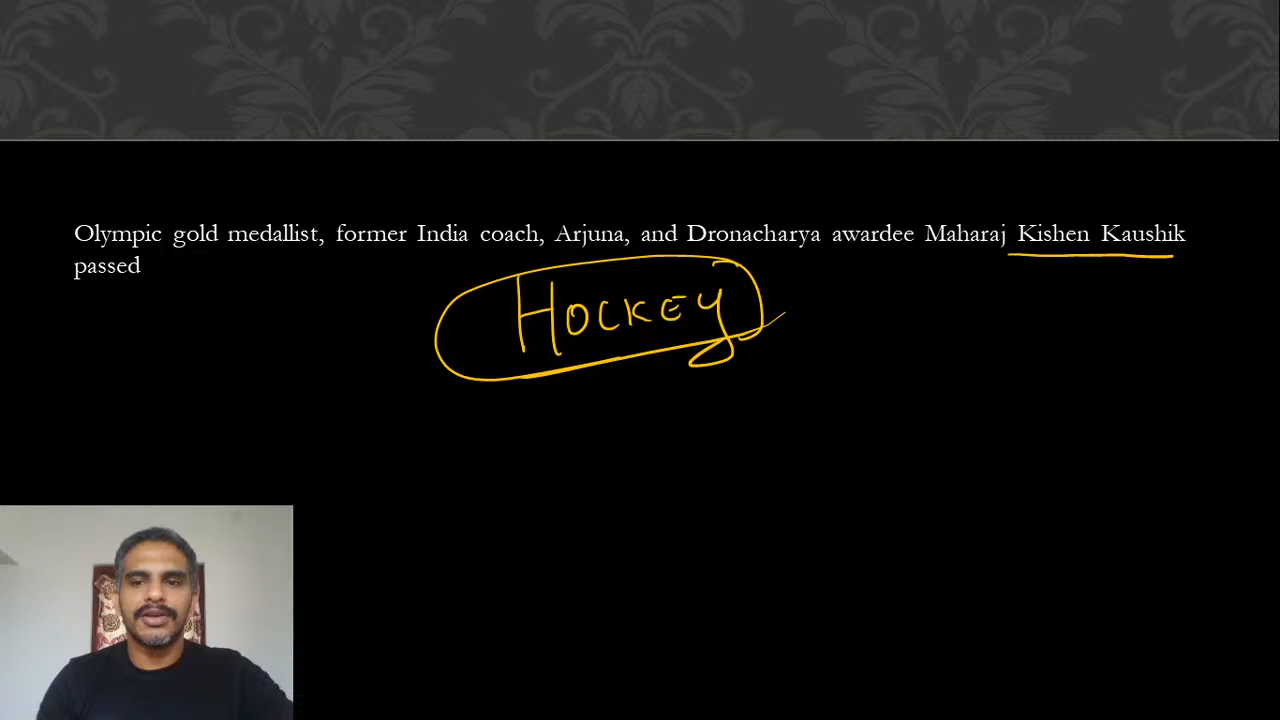 Olympic gold medallist, former India coach, Arjuna, and Dronacharya awardee Maharaj Kishen Kaushik
passed
HOCKEY